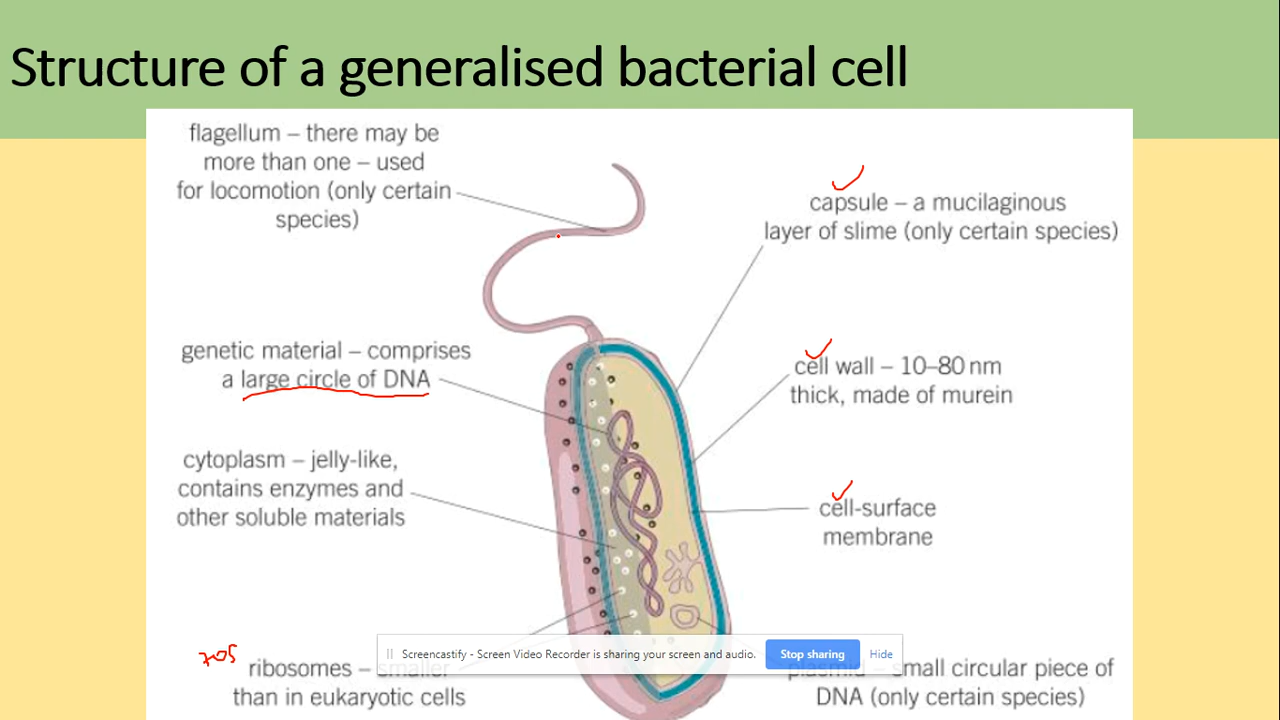 Structure of a generalised bacterial cell
flagellum – there may be
more than one – used
for locomotion (only certain
species)
capsule – a mucilaginous
layer of slime (only certain species)
genetic material – comprises
a large circle of DNA
cell wall – 10–80 nm
thick, made of murein
cytoplasm – jelly-like,
contains enzymes and
other soluble materials
cell-surface
membrane
Screencastify - Screen Video Recorder is sharing your screen and audio.
Stop sharing
Hide
70S
ribosomes – smaller
than in eukaryotic cells
plasmid – small circular piece of
DNA (only certain species)